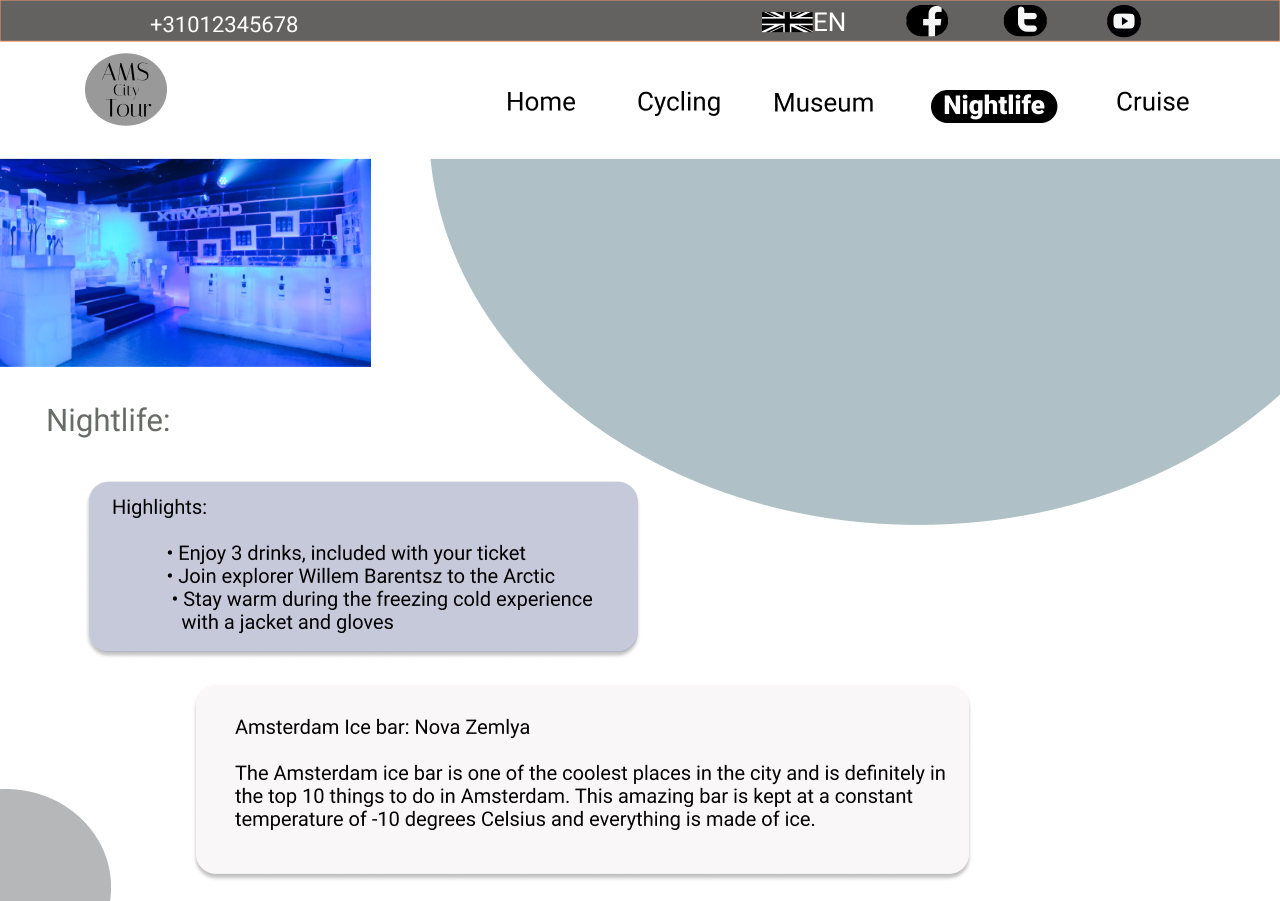 +31012345678
EN
AMS
City
Tour
Home
Cycling
Museum
Nightlife
Cruise
XTRACOLD
Nightlife:
Highlights:
• Enjoy 3 drinks, included with your ticket
• Join explorer Willem Barentsz to the Arctic
• Stay warm during the freezing cold experience
with a jacket and gloves
Amsterdam Ice bar: Nova Zemlya
The Amsterdam ice bar is one of the coolest places in the city and is definitely in
the top 10 things to do in Amsterdam. This amazing bar is kept at a constant
temperature of -10 degrees Celsius and everything is made of ice.